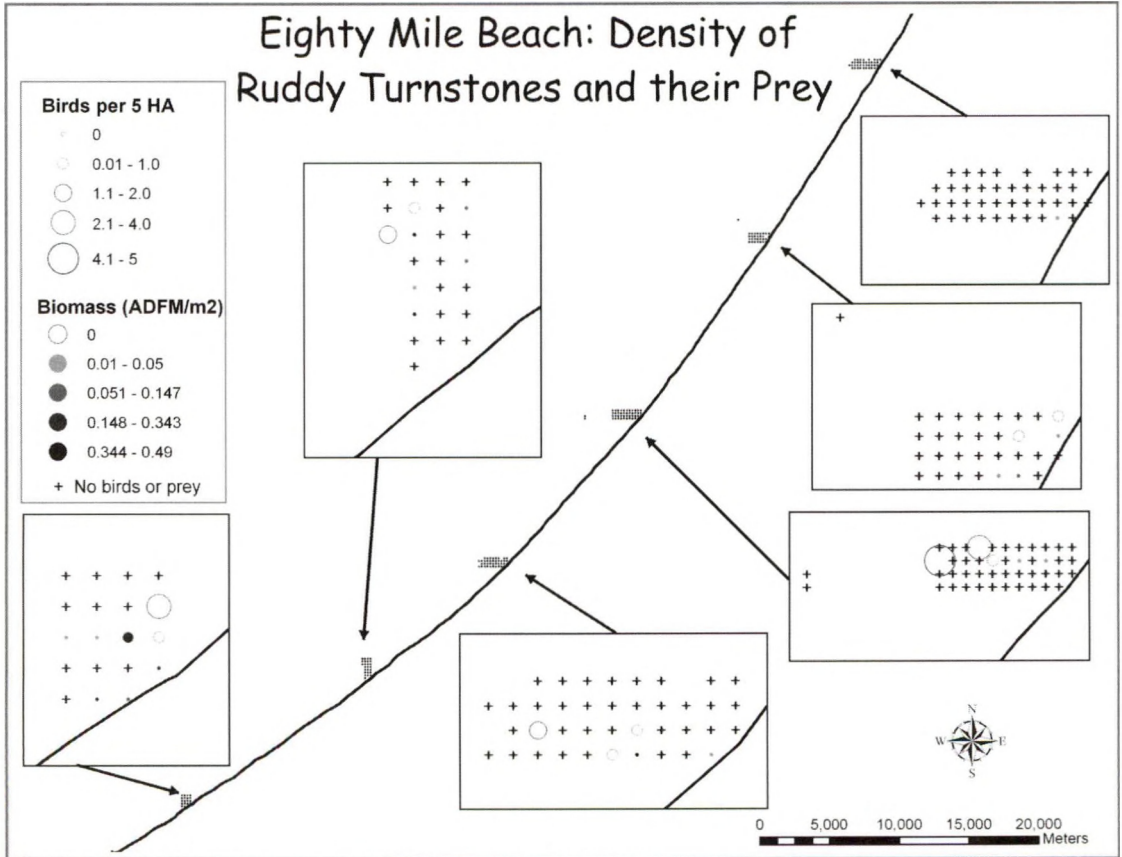 Eighty Mile Beach: Density of
Ruddy Turnstones and their Prey
Birds per 5 HA
0
0.01 - 1.0
1.1 - 2.0
2.1 - 4.0
4.1 - 5
Biomass (ADFM/m2)
0
0.01 - 0.05
0.051 - 0.147
0.148 - 0.343
0.344 - 0.49
+ No birds or prey
N
W E
S
0 5,000 10,000 15,000 20,000
Meters